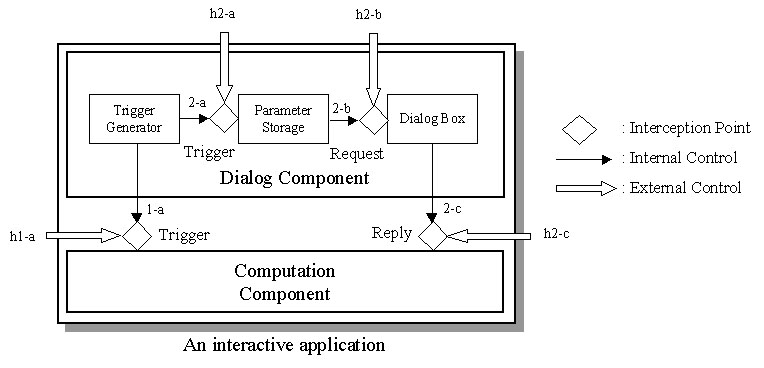 h2-a
h2-b
2-a
2-b
Trigger
Generator
Parameter
Storage
Dialog Box
Trigger
Request
Dialog Component
1-a
2-c
h1-a
Trigger
Reply
h2-c
Computation
Component
An interactive application
: Interception Point
: Internal Control
: External Control